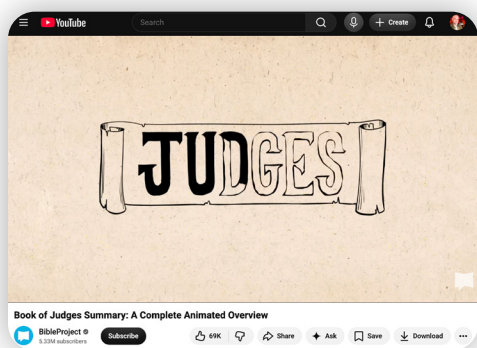 YouTube
Search
Create
JUDGES
Book of Judges Summary: A Complete Animated Overview
BibleProject
5.33M subscribers
Subscribe
69K
Share
Ask
Save
Download